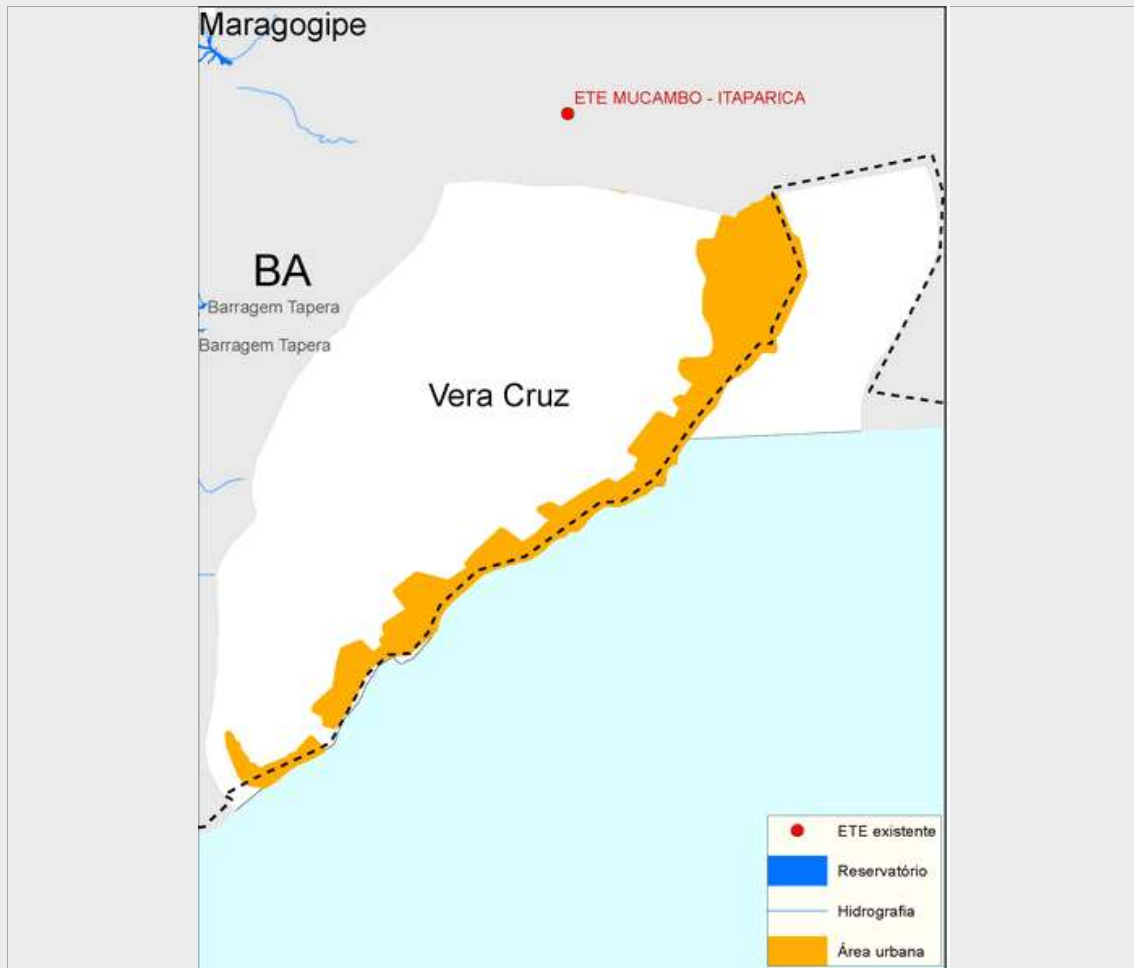 Maragogipe
ETE MUCAMBO - ITAPARICA
BA
Barragem Tapera
Barragem Tapera
Vera Cruz
ETE existente
Reservatório
Hidrografia
Área urbana